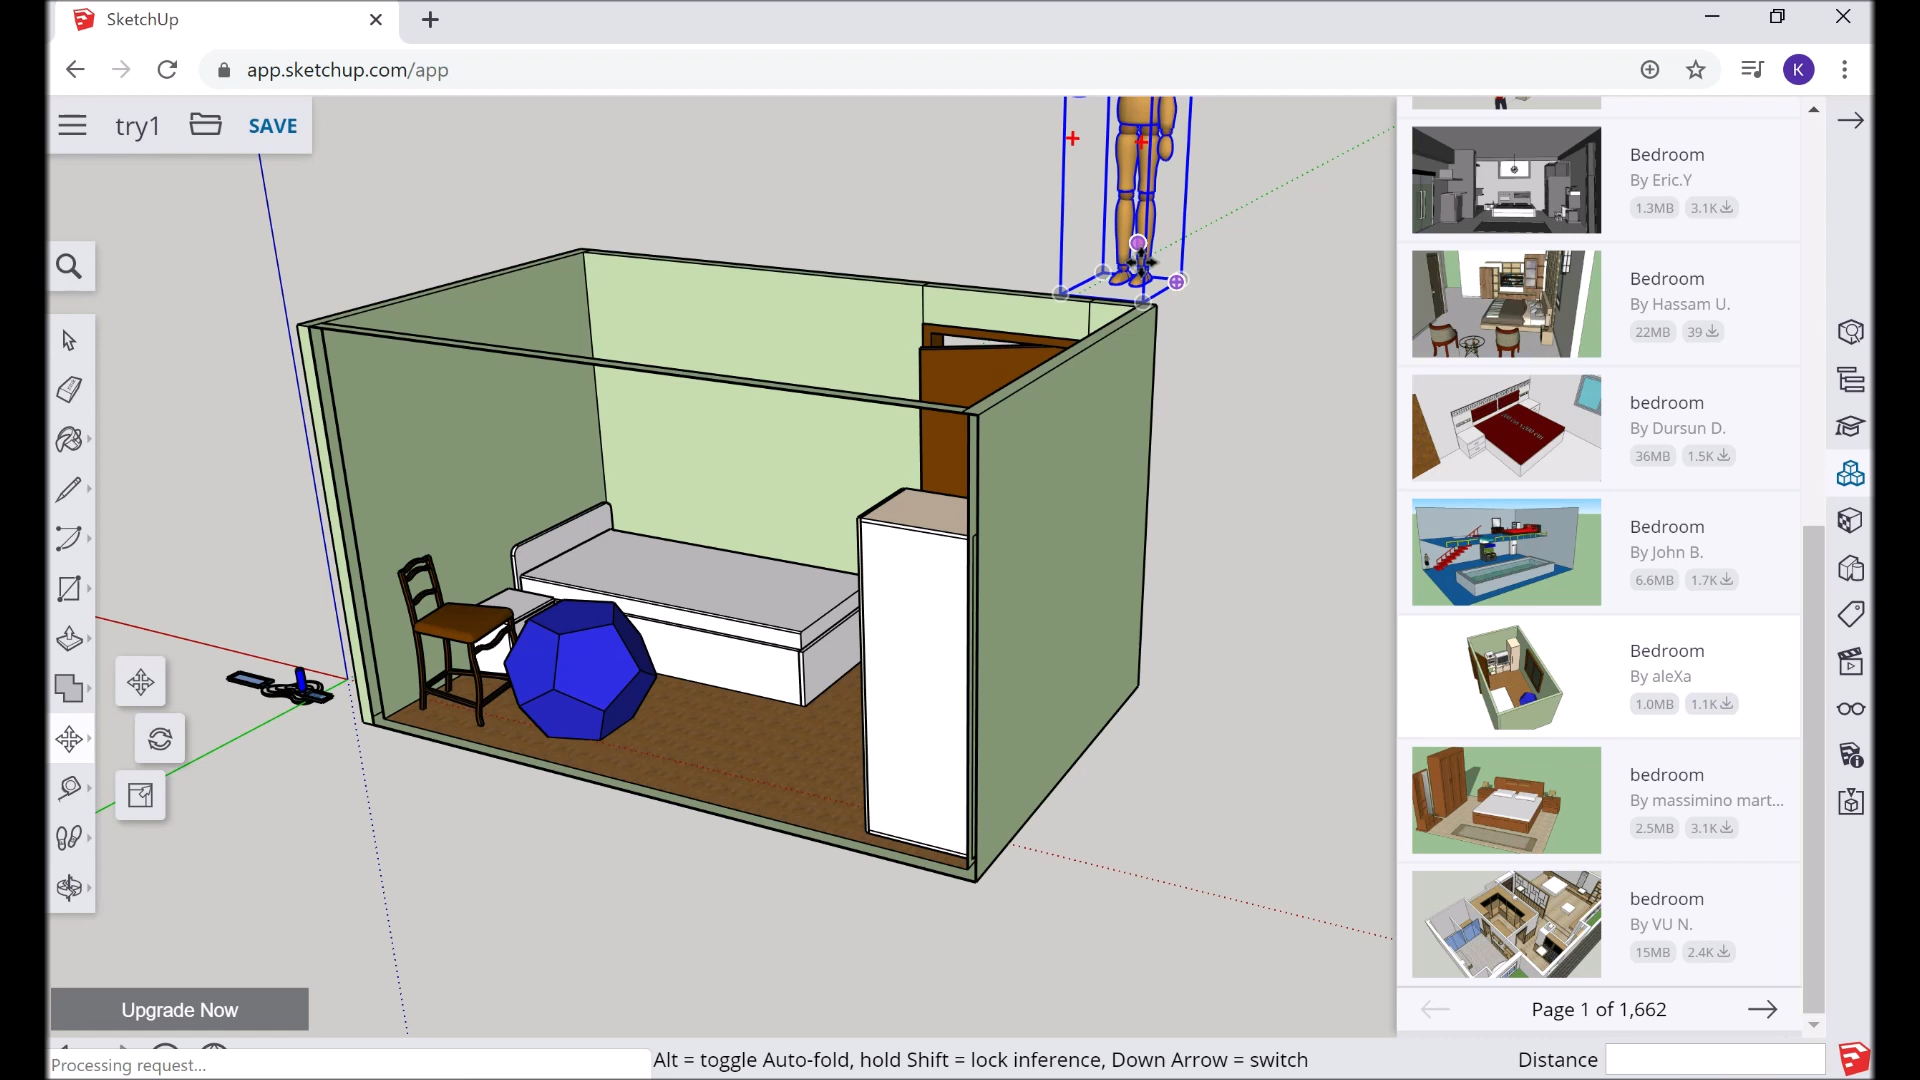 SketchUp
app.sketchup.com/app
K
try1
SAVE
Bedroom
By Eric.Y
1.3MB 3.1K
Bedroom
By Hassam U.
22MB 39
bedroom
By Dursun D.
36MB 1.5K
Bedroom
By John B.
6.6MB 1.7K
Bedroom
By aleXa
1.0MB 1.1K
bedroom
By massimino mart...
2.5MB 3.1K
bedroom
By VU N.
15MB 2.4K
Upgrade Now
Page 1 of 1,662
Processing request...
Alt = toggle Auto-fold, hold Shift = lock inference, Down Arrow = switch
Distance